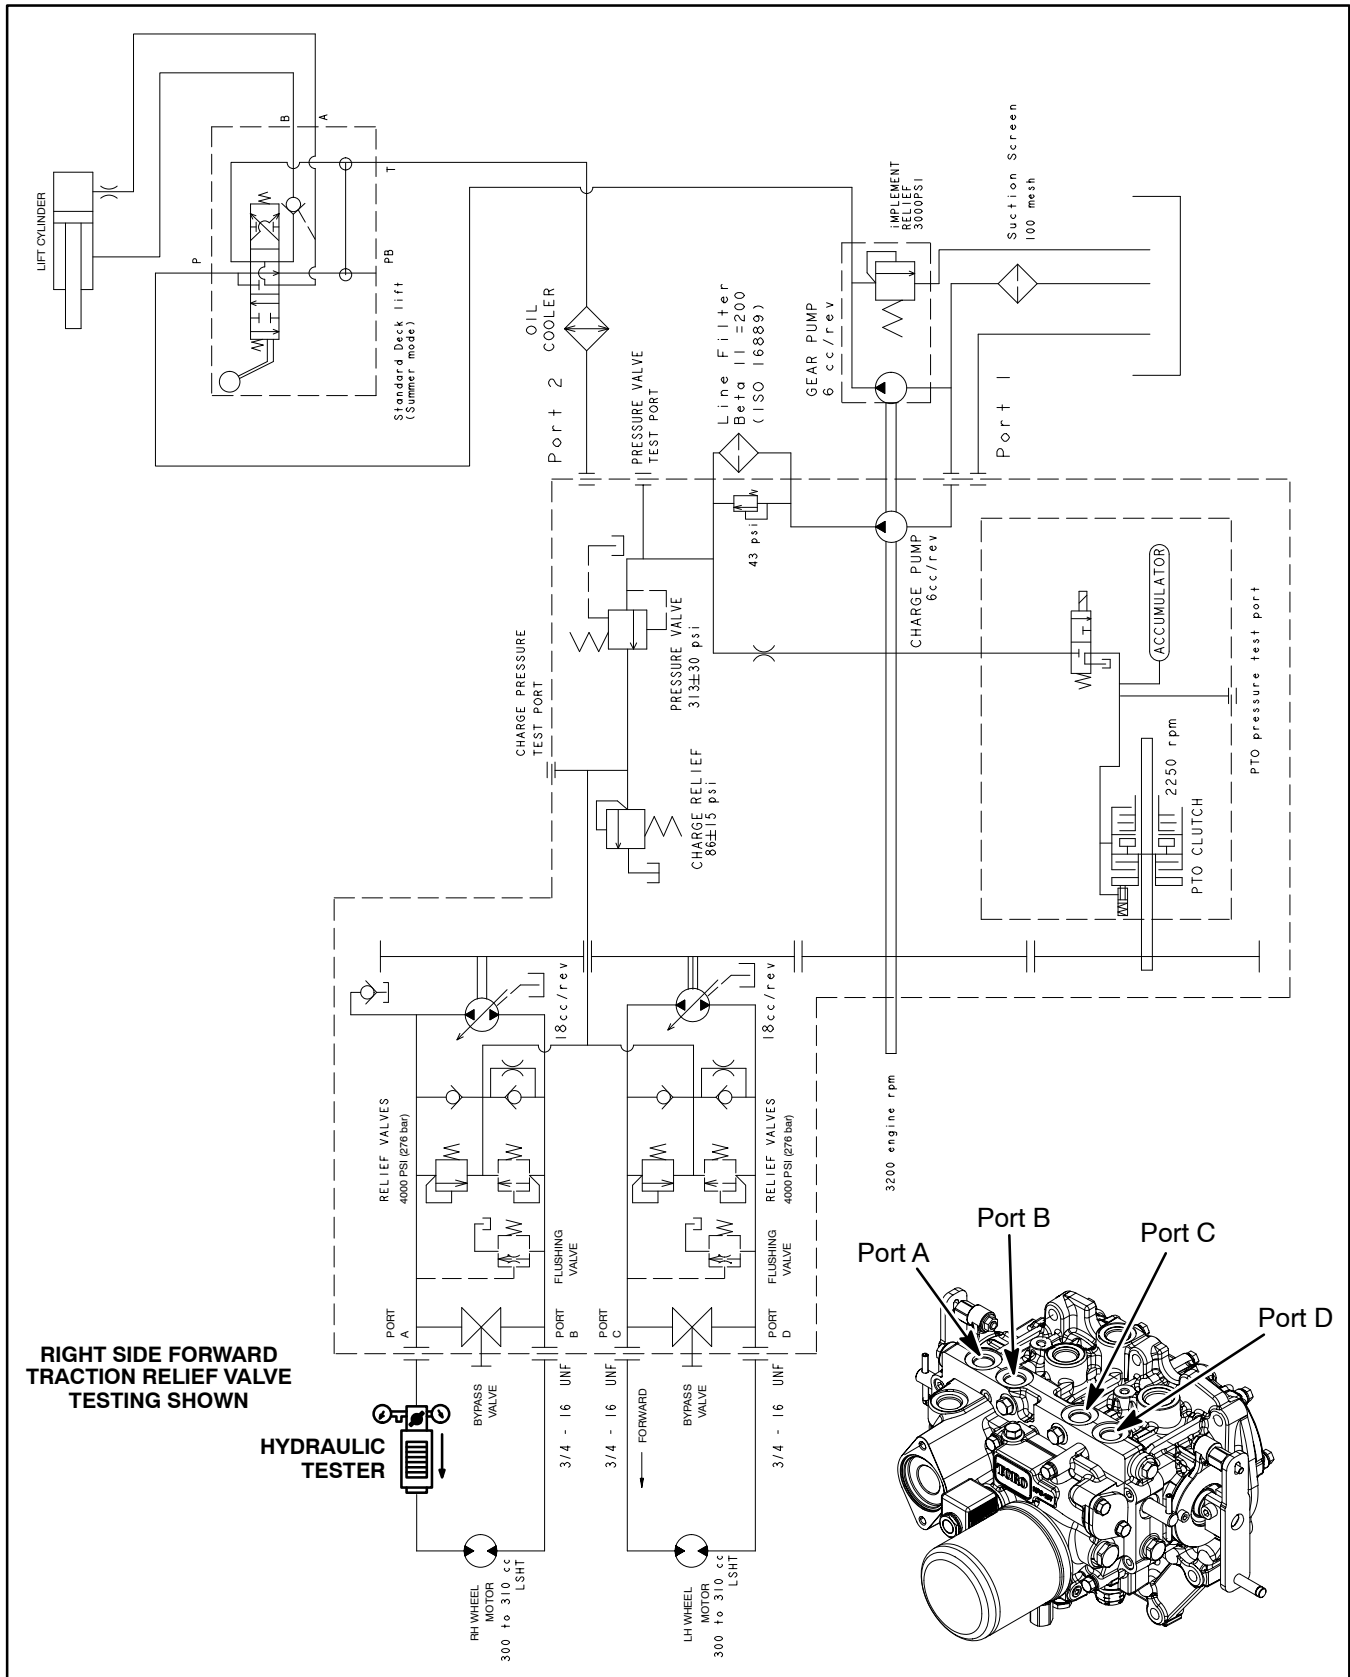 LIFT CYLINDER
B
A
P
T
PB
Standard Deck lift
(Summer mode)
OIL
COOLER
Port 2
PRESSURE VALVE
TEST PORT
Line Filter
Beta 11 =200
(ISO 16889)
GEAR PUMP
6 cc/rev
iMPLEMENT
RELIEF
3000PSI
Suction Screen
100 mesh
Port 1
43 psi
CHARGE PUMP
6cc/rev
ACCUMULATOR
PTO pressure test port
2250 rpm
PTO CLUTCH
CHARGE PRESSURE
TEST PORT
PRESSURE VALVE
313±30 psi
CHARGE RELIEF
86±15 psi
18cc/rev
18cc/rev
RELIEF VALVES
4000 PSI (276 bar)
RELIEF VALVES
4000 PSI (276 bar)
FLUSHING
VALVE
FLUSHING
VALVE
3200 engine rpm
PORT
A
PORT
B
PORT
C
PORT
D
BYPASS
VALVE
BYPASS
VALVE
3/4 - 16 UNF
3/4 - 16 UNF
3/4 - 16 UNF
FORWARD
RIGHT SIDE FORWARD
TRACTION RELIEF VALVE
TESTING SHOWN
HYDRAULIC
TESTER
RH WHEEL
MOTOR
300 to 310 cc
LSHT
LH WHEEL
MOTOR
300 to 310 cc
LSHT
Port A
Port B
Port C
Port D
TORO